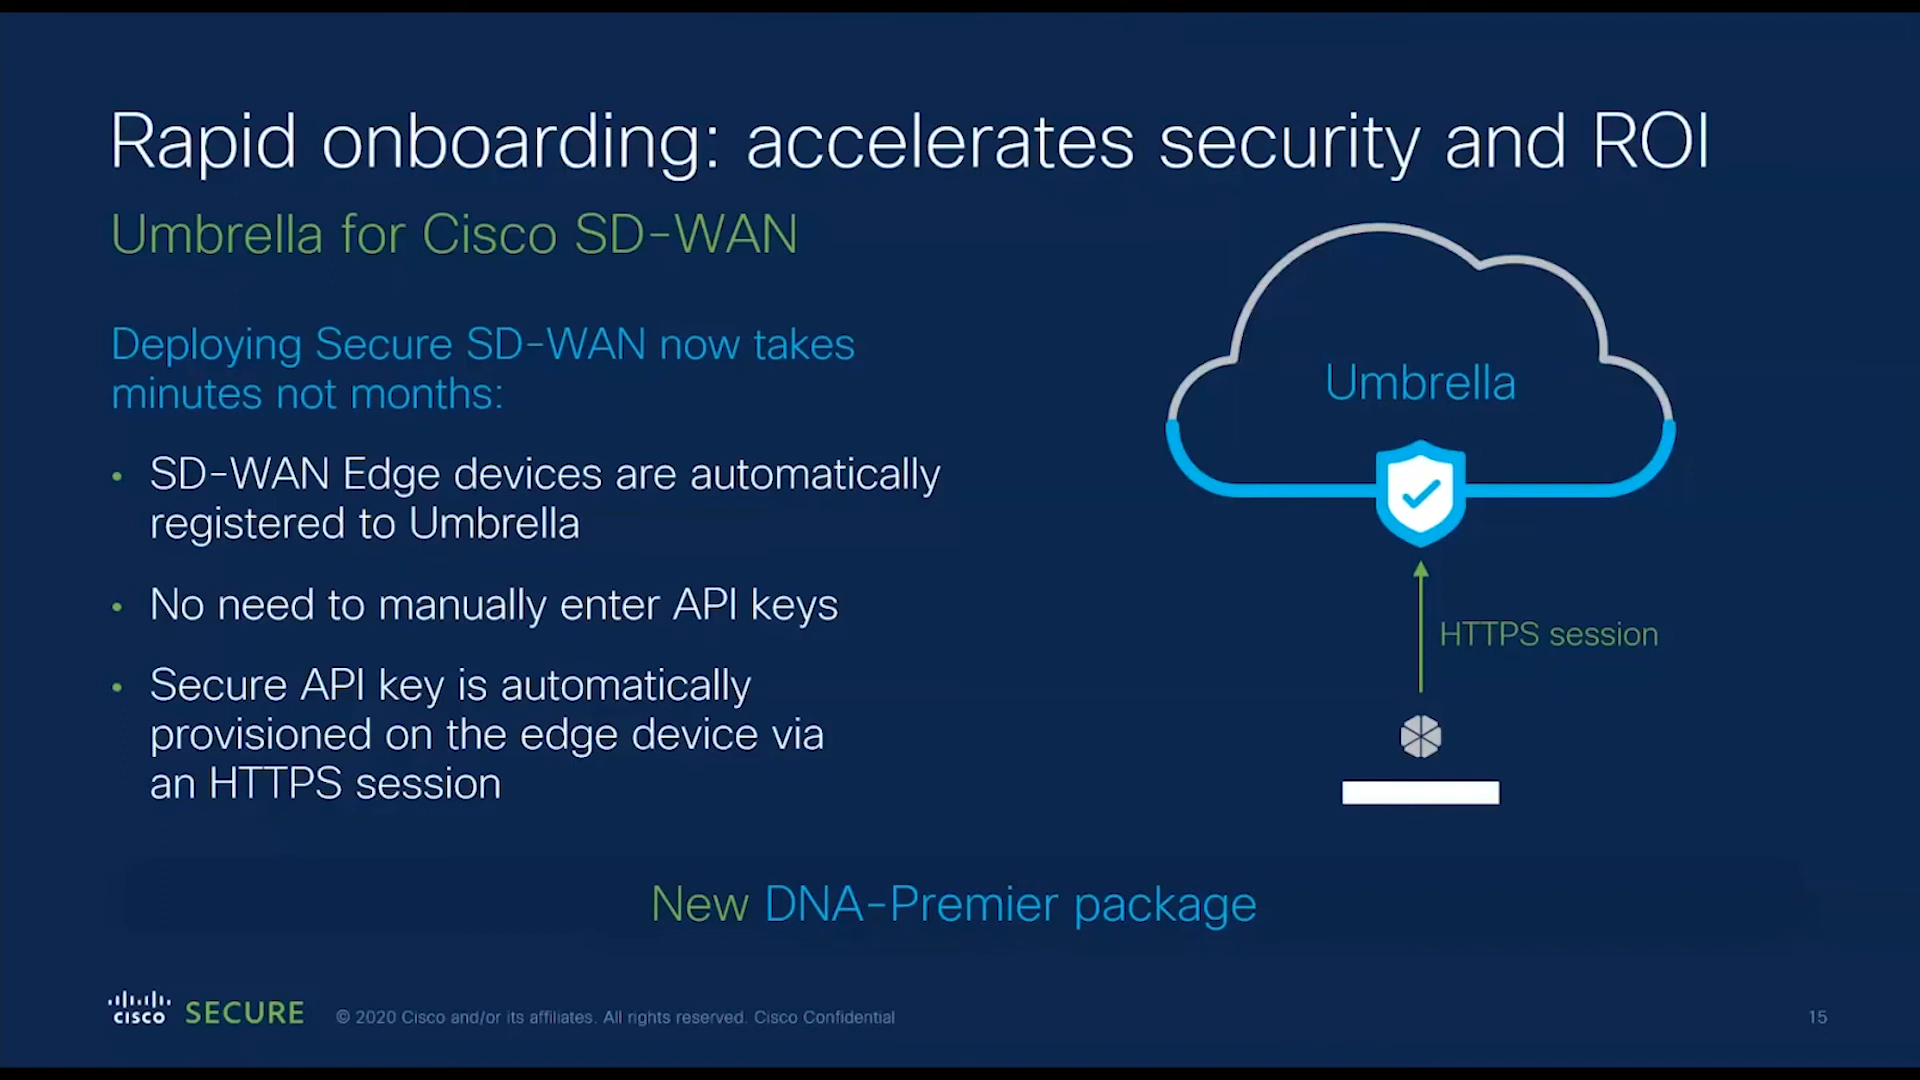 Rapid onboarding: accelerates security and ROI
Umbrella for Cisco SD-WAN
Deploying Secure SD-WAN now takes
minutes not months:
• SD-WAN Edge devices are automatically
registered to Umbrella
• No need to manually enter API keys
• Secure API key is automatically
provisioned on the edge device via
an HTTPS session
Umbrella
HTTPS session
New DNA-Premier package
CISCO SECURE © 2020 Cisco and/or its affiliates. All rights reserved. Cisco Confidential
15